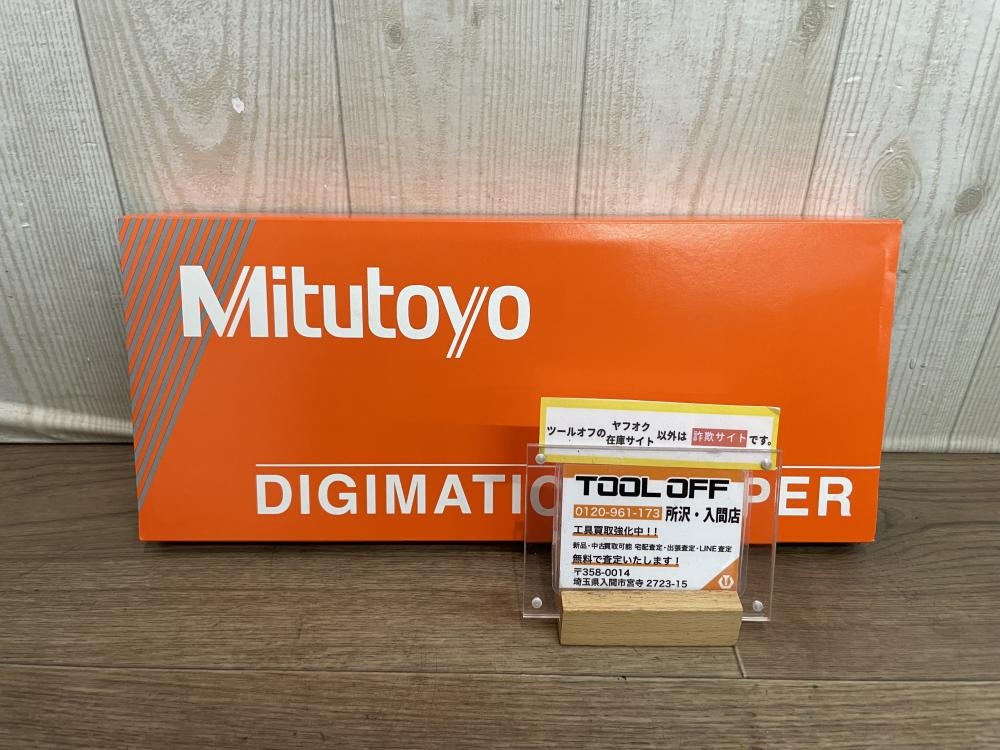 Mitutoyo
DIGIMATIC PER
ツールオフの ヤフオク 在庫サイト 以外は 詐欺サイト です。
TOOL OFF
0120-961-173 所沢・入間店
工具買取強化中!!
新品・中古買取可能 宅配査定・出張査定・LINE査定
無料で査定いたします!
〒358-0014
埼玉県入間市宮寺 2723-15